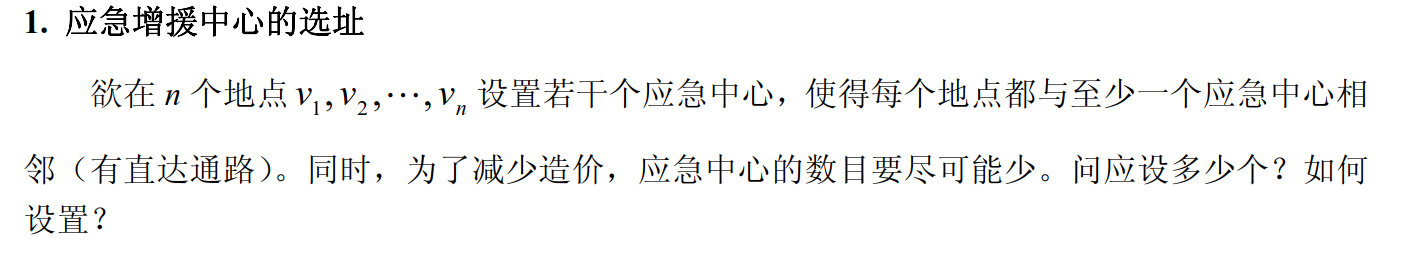 1. 应急增援中心的选址
欲在 n 个地点 v₁,v₂,⋯,vₙ 设置若干个应急中心，使得每个地点都与至少一个应急中心相
邻（有直达通路）。同时，为了减少造价，应急中心的数目要尽可能少。问应设多少个？如何
设置？